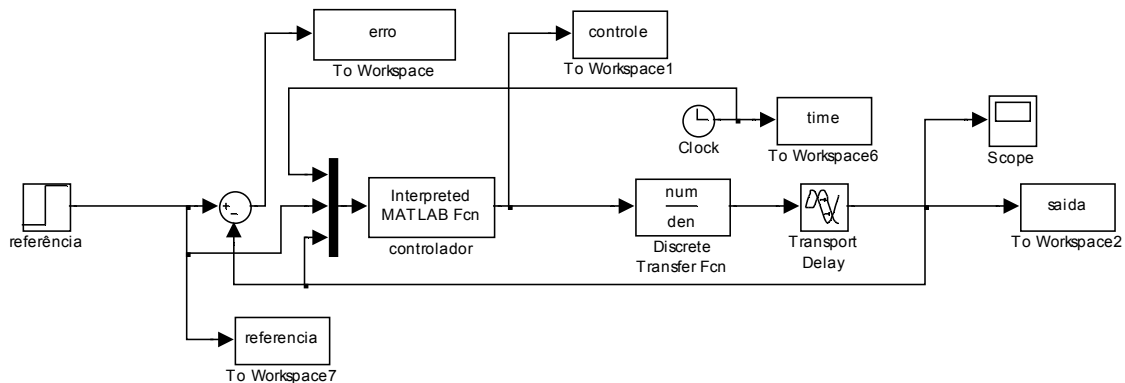 erro
To Workspace
controle
To Workspace1
Clock
time
To Workspace6
Scope
referência
+
−
Interpreted
MATLAB Fcn
controlador
num
den
Discrete
Transfer Fcn
Transport
Delay
saida
To Workspace2
referencia
To Workspace7